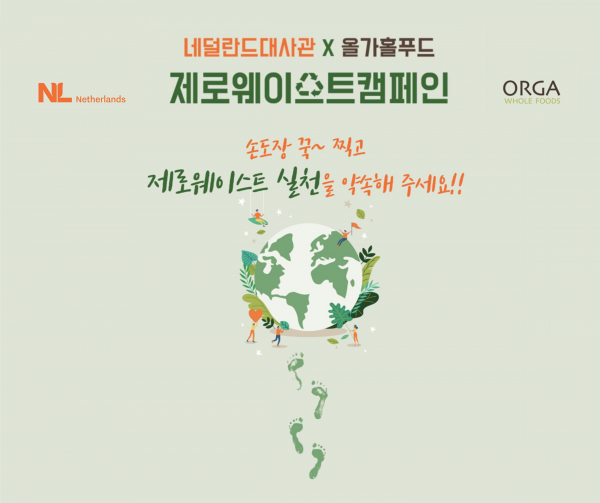 네덜란드대사관 X 올가홀푸드
NL Netherlands
제로웨이스트캠페인
ORGA
WHOLE FOODS
손도장 꾹~ 찍고
제로웨이스트 실천을 약속해 주세요!!